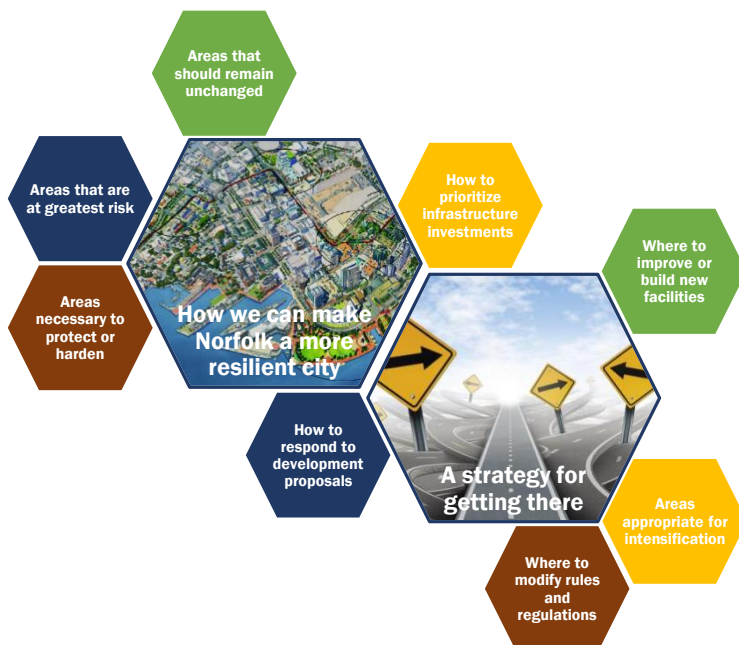 Areas that
should remain
unchanged
Areas that are
at greatest risk
How to
prioritize
infrastructure
investments
Where to
improve or
build new
facilities
Areas
necessary to
protect or
harden
How we can make
Norfolk a more
resilient city
How to
respond to
development
proposals
A strategy for
getting there
Areas
appropriate for
intensification
Where to
modify rules
and
regulations